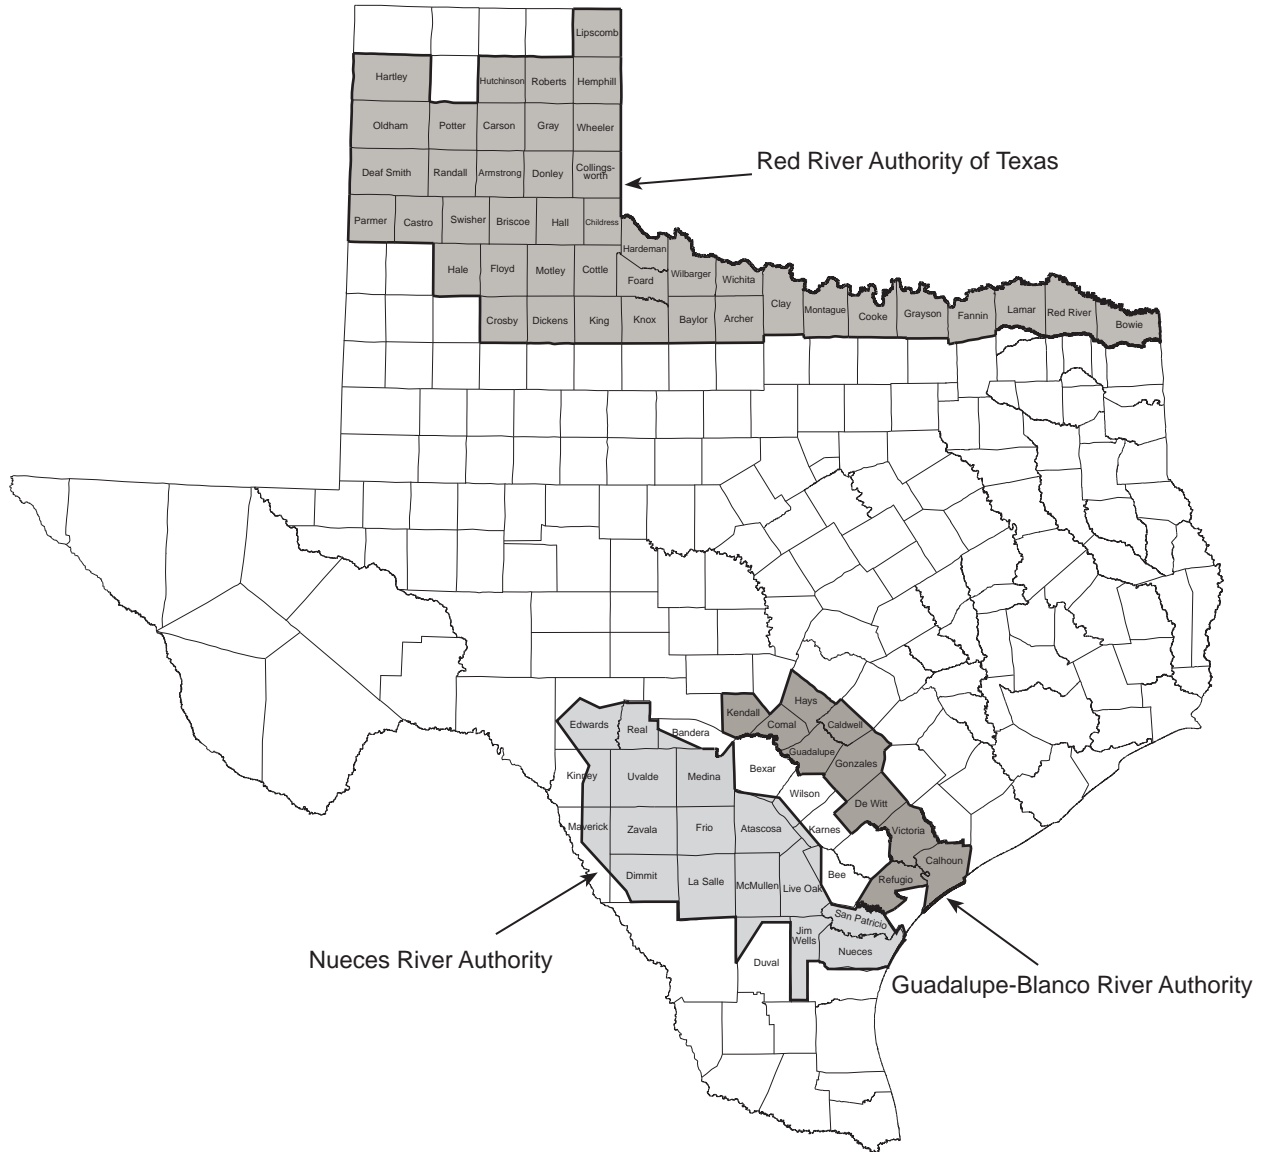 Lipscomb
Hartley
Hutchinson
Roberts
Hemphill
Oldham
Potter
Carson
Gray
Wheeler
Red River Authority of Texas
Deaf Smith
Randall
Armstrong
Donley
Collings-
worth
Parmer
Castro
Swisher
Briscoe
Hall
Childress
Hardeman
Hale
Floyd
Motley
Cottle
Foard
Wilbarger
Wichita
Clay
Montague
Cooke
Grayson
Fannin
Lamar
Red River
Bowie
Crosby
Dickens
King
Knox
Baylor
Archer
Kendall
Hays
Comal
Caldwell
Edwards
Real
Bandera
Guadalupe
Gonzales
Kinney
Uvalde
Medina
Bexar
Wilson
De Witt
Maverick
Zavala
Frio
Atascosa
Karnes
Victoria
Calhoun
Dimmit
La Salle
McMullen
Live Oak
Bee
Refugio
San Patricio
Jim
Wells
Nueces
Duval
Nueces River Authority
Guadalupe-Blanco River Authority